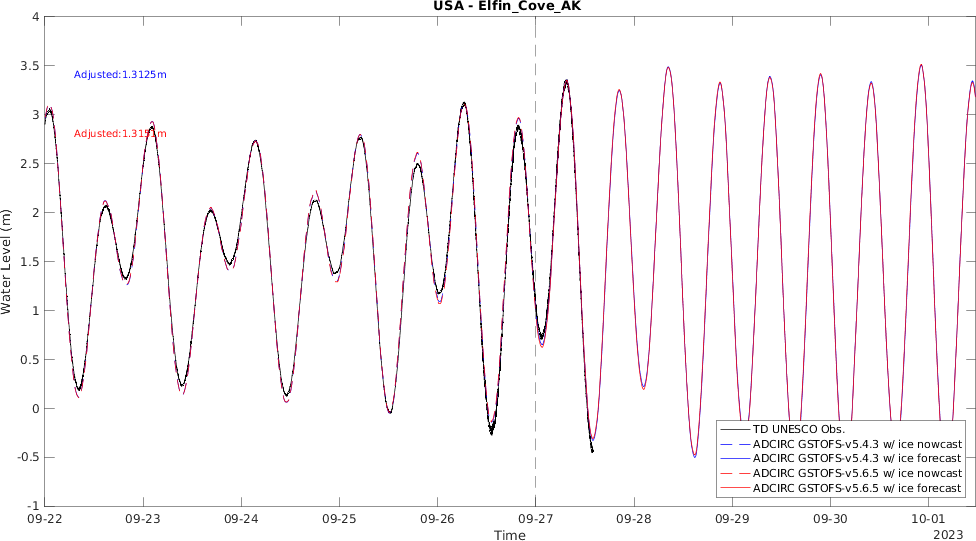 USA - Elfin_Cove_AK
4
3.5
3
2.5
2
1.5
1
0.5
0
-0.5
-1
Water Level (m)
Adjusted:1.3125m
Adjusted:1.3151m
TD UNESCO Obs.
ADCIRC GSTOFS-v5.4.3 w/ ice nowcast
ADCIRC GSTOFS-v5.4.3 w/ ice forecast
ADCIRC GSTOFS-v5.6.5 w/ ice nowcast
ADCIRC GSTOFS-v5.6.5 w/ ice forecast
09-22 09-23 09-24 09-25 09-26 09-27 09-28 09-29 09-30 10-01
Time
2023